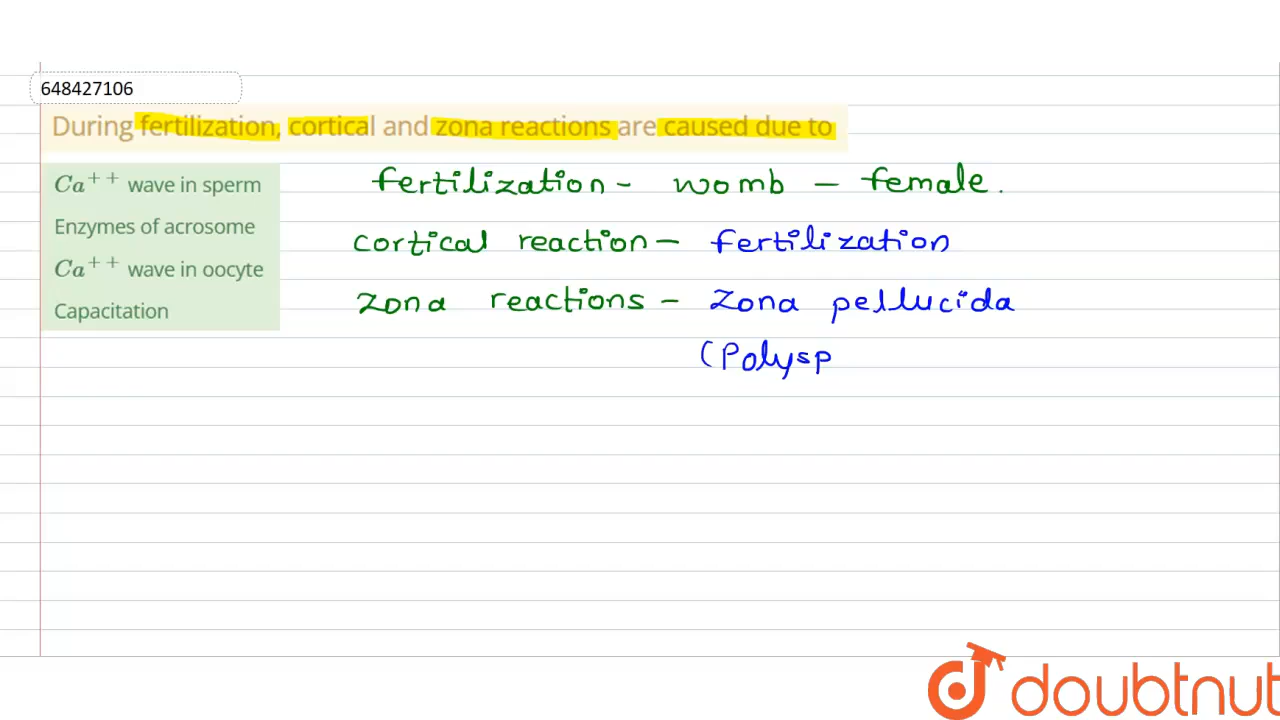 648427106
During fertilization, cortical and zona reactions are caused due to
Ca++ wave in sperm
Enzymes of acrosome
Ca++ wave in oocyte
Capacitation
fertilization - womb - female.
cortical reaction - fertilization
zona reactions - zona pellucida
(Polysp
doubtnut